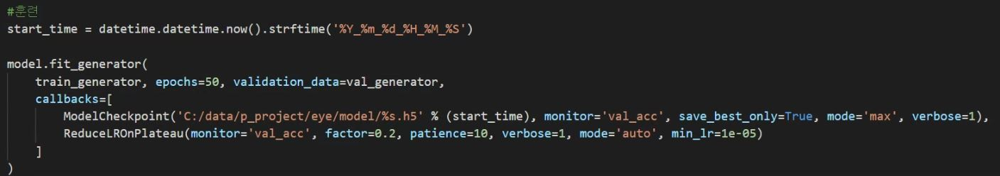 #훈련
start_time = datetime.datetime.now().strftime('%Y_%m_%d_%H_%M_%S')
model.fit_generator(
train_generator, epochs=50, validation_data=val_generator,
callbacks=[
ModelCheckpoint('C:/data/p_project/eye/model/%s.h5' % (start_time), monitor='val_acc', save_best_only=True, mode='max', verbose=1),
ReduceLROnPlateau(monitor='val_acc', factor=0.2, patience=10, verbose=1, mode='auto', min_lr=1e-05)
]
)